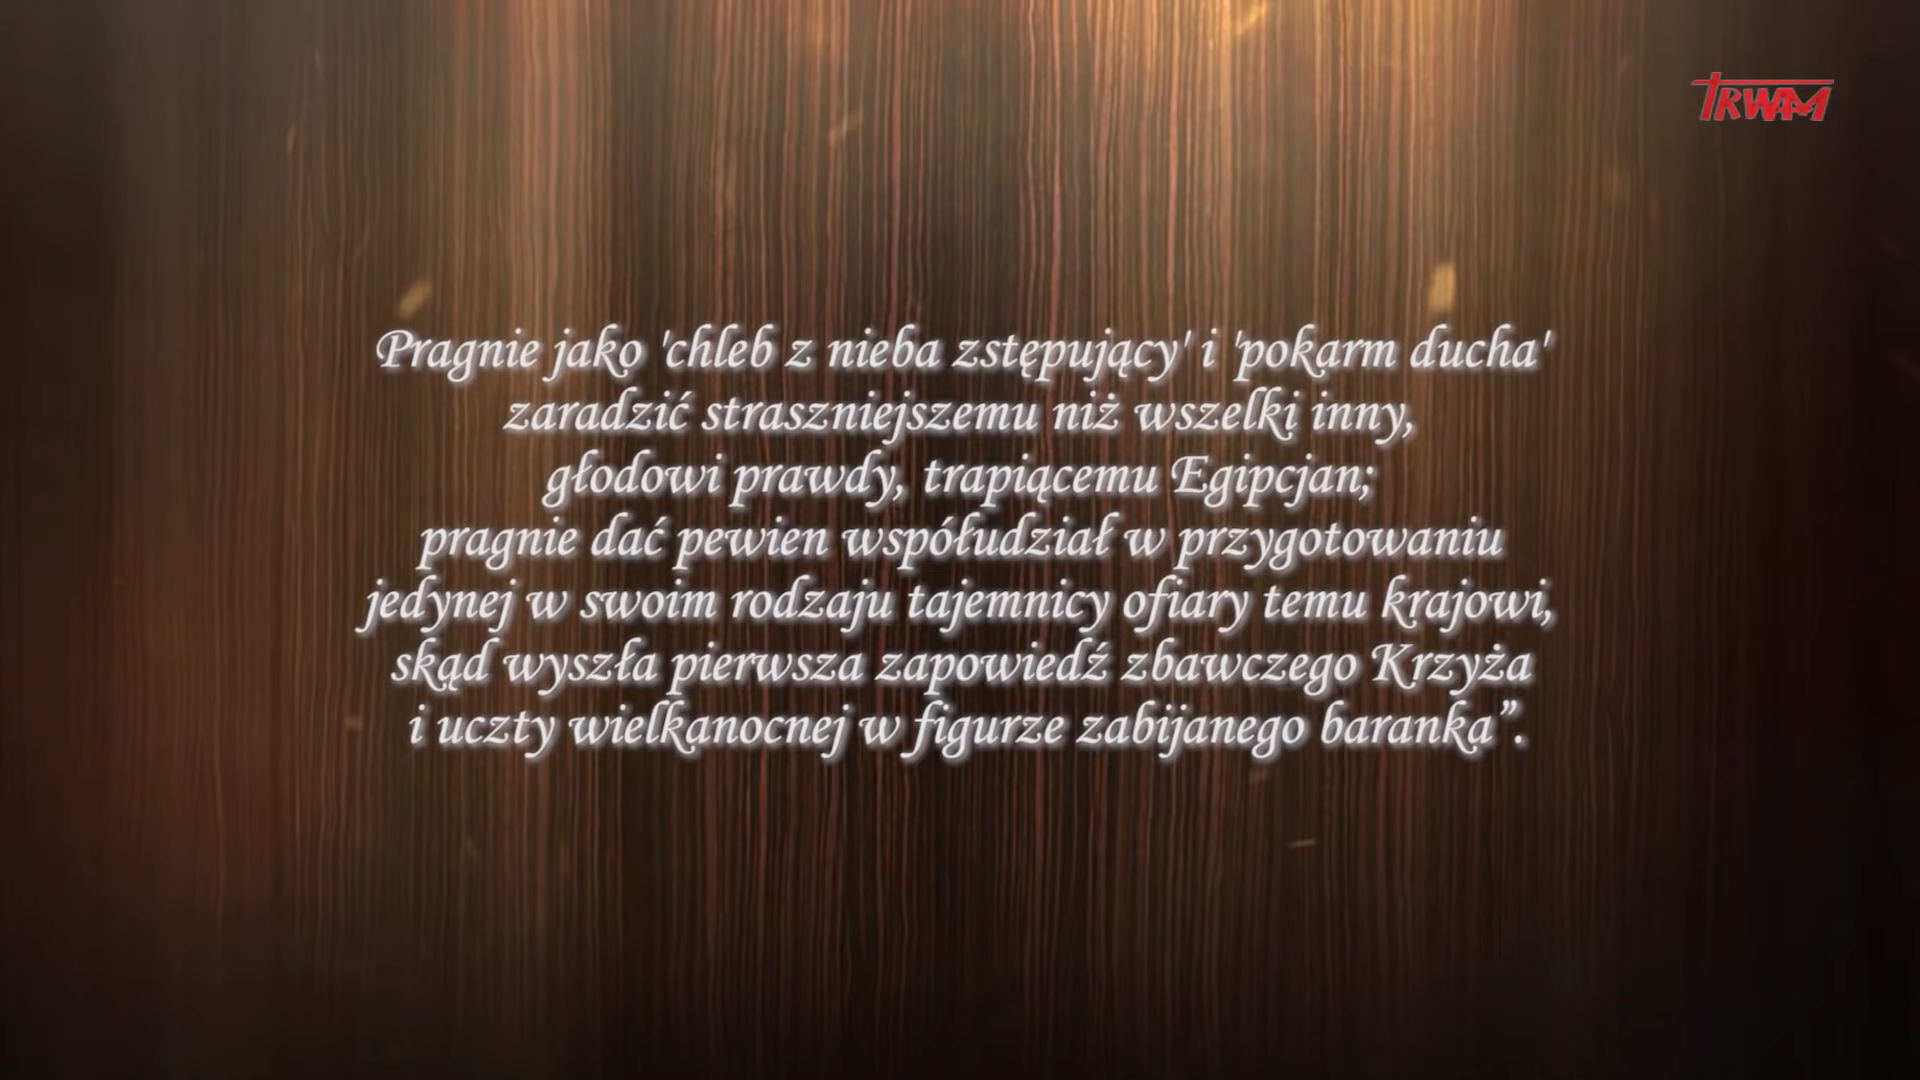 TRWAM
Pragnie jako 'chleb z nieba zstępujący' i 'pokarm ducha'
zaradzić straszniejszemu niż wszelki inny,
głodowi prawdy, trapiącemu Egipcjan;
pragnie dać pewien współudział w przygotowaniu
jedynej w swoim rodzaju tajemnicy ofiary temu krajowi,
skąd wyszła pierwsza zapowiedź zbawczego Krzyża
i uczty wielkanocnej w figurze zabijanego baranka”.